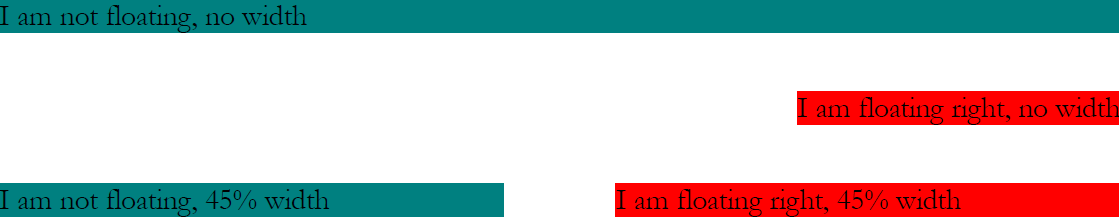 I am not floating, no width
I am floating right, no width
I am not floating, 45% width
I am floating right, 45% width